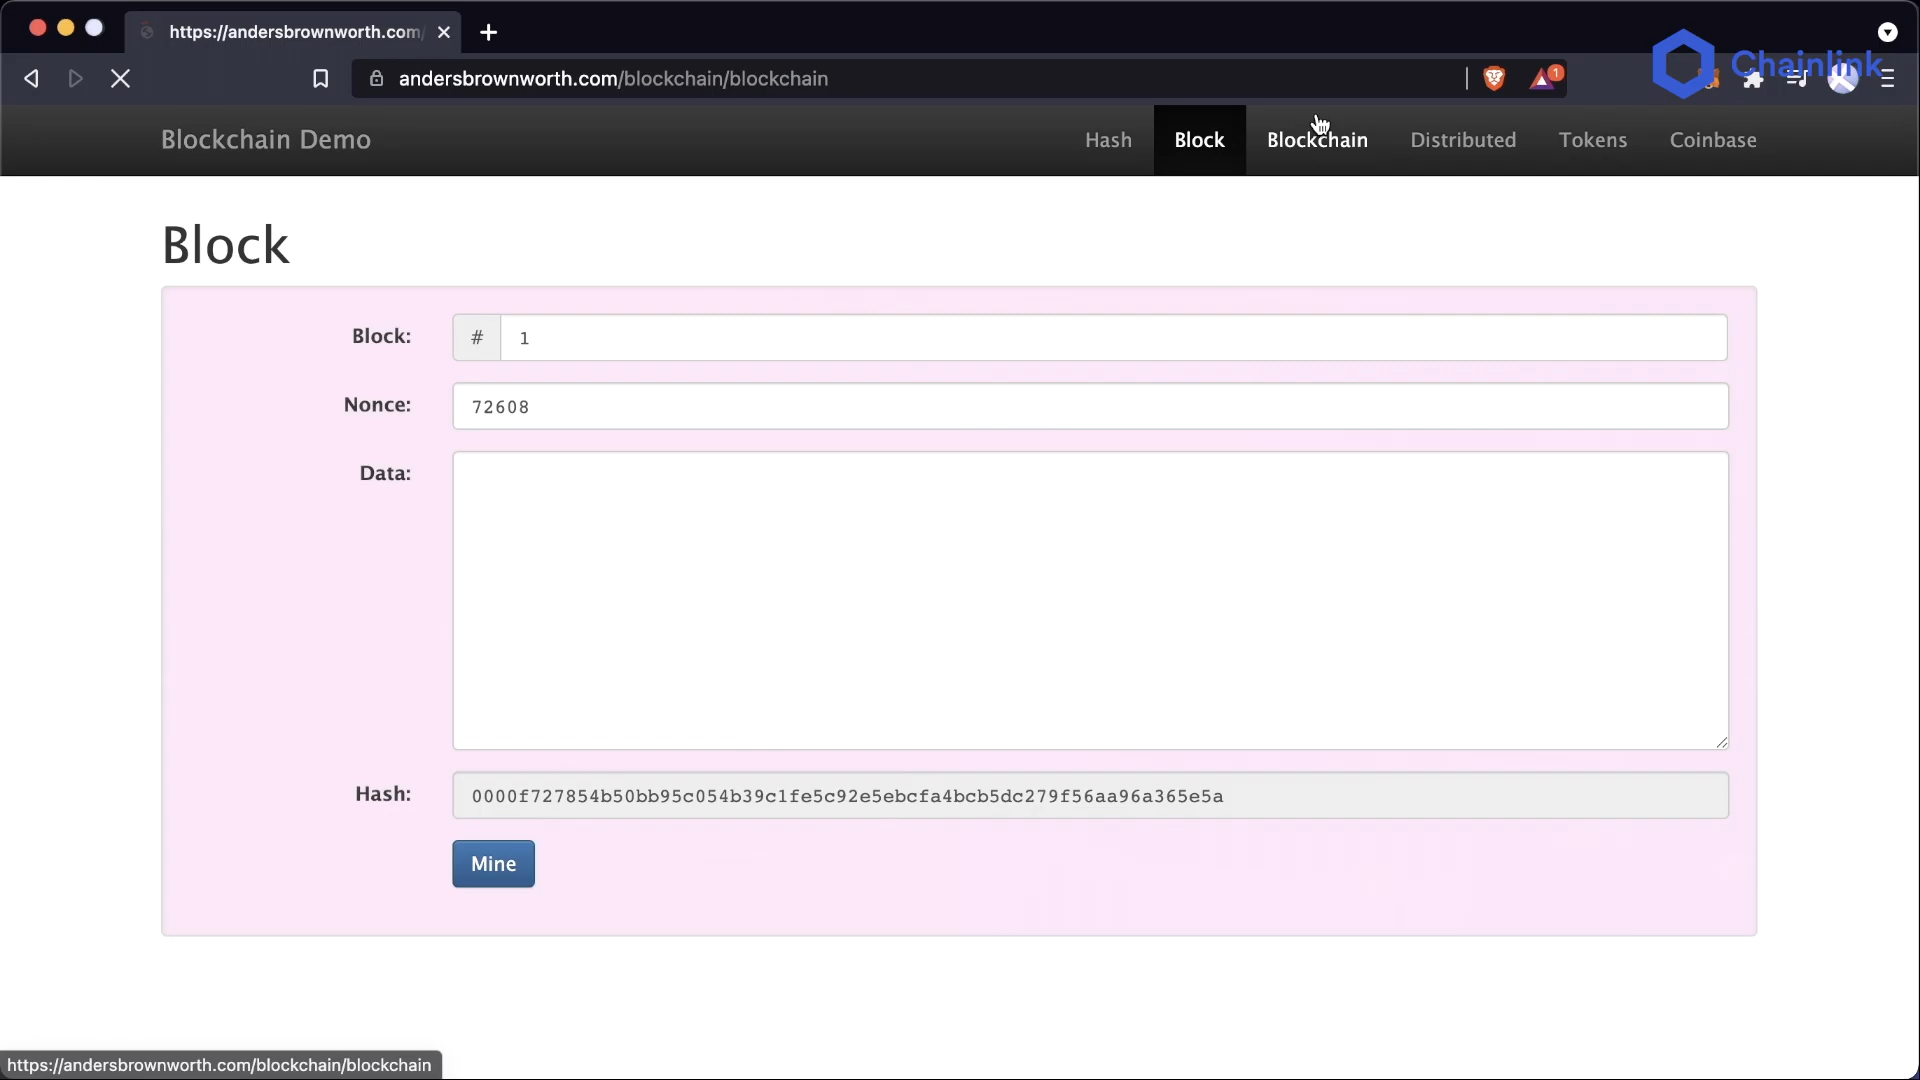 https://andersbrownworth.com/
andersbrownworth.com/blockchain/blockchain
1
Chainlink
Blockchain Demo
Hash
Block
Blockchain
Distributed
Tokens
Coinbase
Block
Block:
# 1
Nonce:
72608
Data:
Hash:
0000f727854b50bb95c054b39c1fe5c92e5ebcfa4bcb5dc279f56aa96a365e5a
Mine
https://andersbrownworth.com/blockchain/blockchain